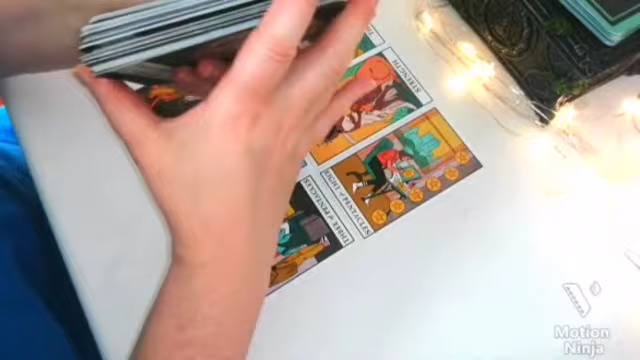 STRENGTH
EIGHT of PENTACLES
THREE of PENTACLES
Motion
Ninja